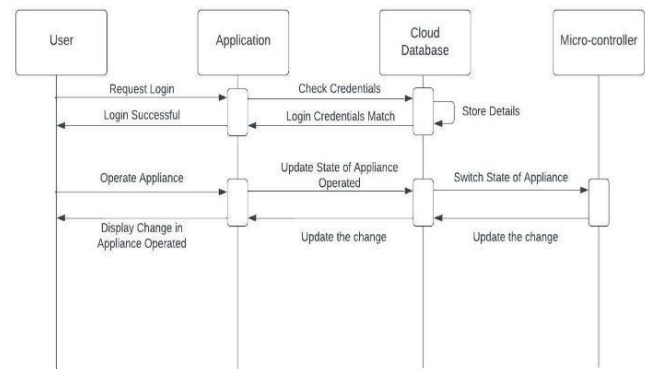 User
Application
Cloud
Database
Micro-controller
Request Login
Check Credentials
Login Successful
Login Credentials Match
Store Details
Operate Appliance
Update State of Appliance
Operated
Switch State of Appliance
Display Change in
Appliance Operated
Update the change
Update the change